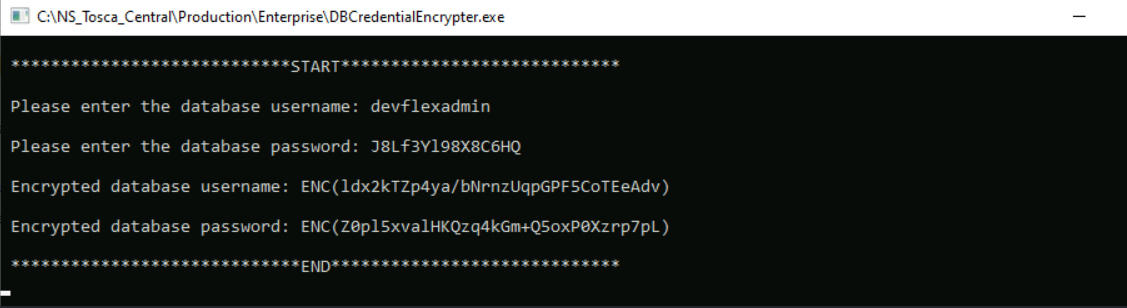 C:\NS_Tosca_Central\Production\Enterprise\DBCredentialEncrypter.exe
****************************START****************************
Please enter the database username: devflexadmin
Please enter the database password: J8Lf3Yl98X8C6HQ
Encrypted database username: ENC(ldx2kTZp4ya/bNrnzUqpGPF5CoTEeAdv)
Encrypted database password: ENC(Z0pl5xvalHKQzq4kGm+Q5oxP0Xzrp7pL)
*****************************END*****************************